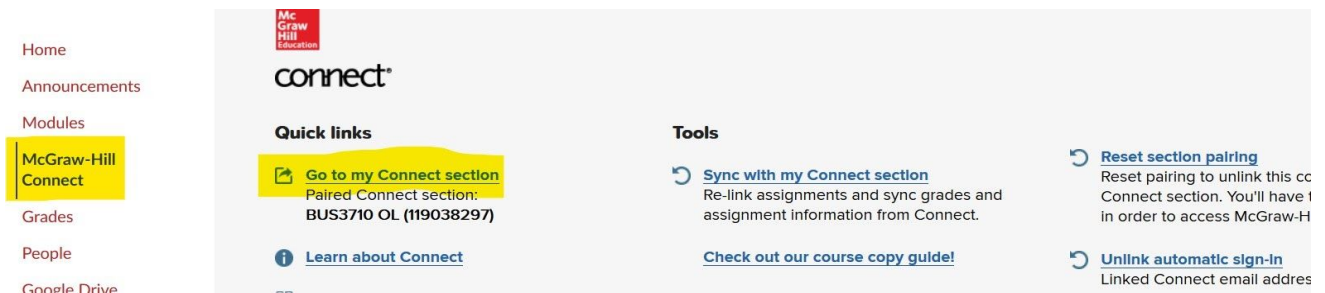 Home
Announcements
Modules
McGraw-Hill
Connect
Grades
People
Google Drive
Mc
Graw
Hill
Education
connect®
Quick links
Go to my Connect section
Paired Connect section:
BUS3710 OL (119038297)
Learn about Connect
Tools
Sync with my Connect section
Re-link assignments and sync grades and
assignment information from Connect.
Check out our course copy guide!
Reset section pairing
Reset pairing to unlink this
Connect section. You'll have
in order to access
Unlink automatic sign-in
Linked Connect email